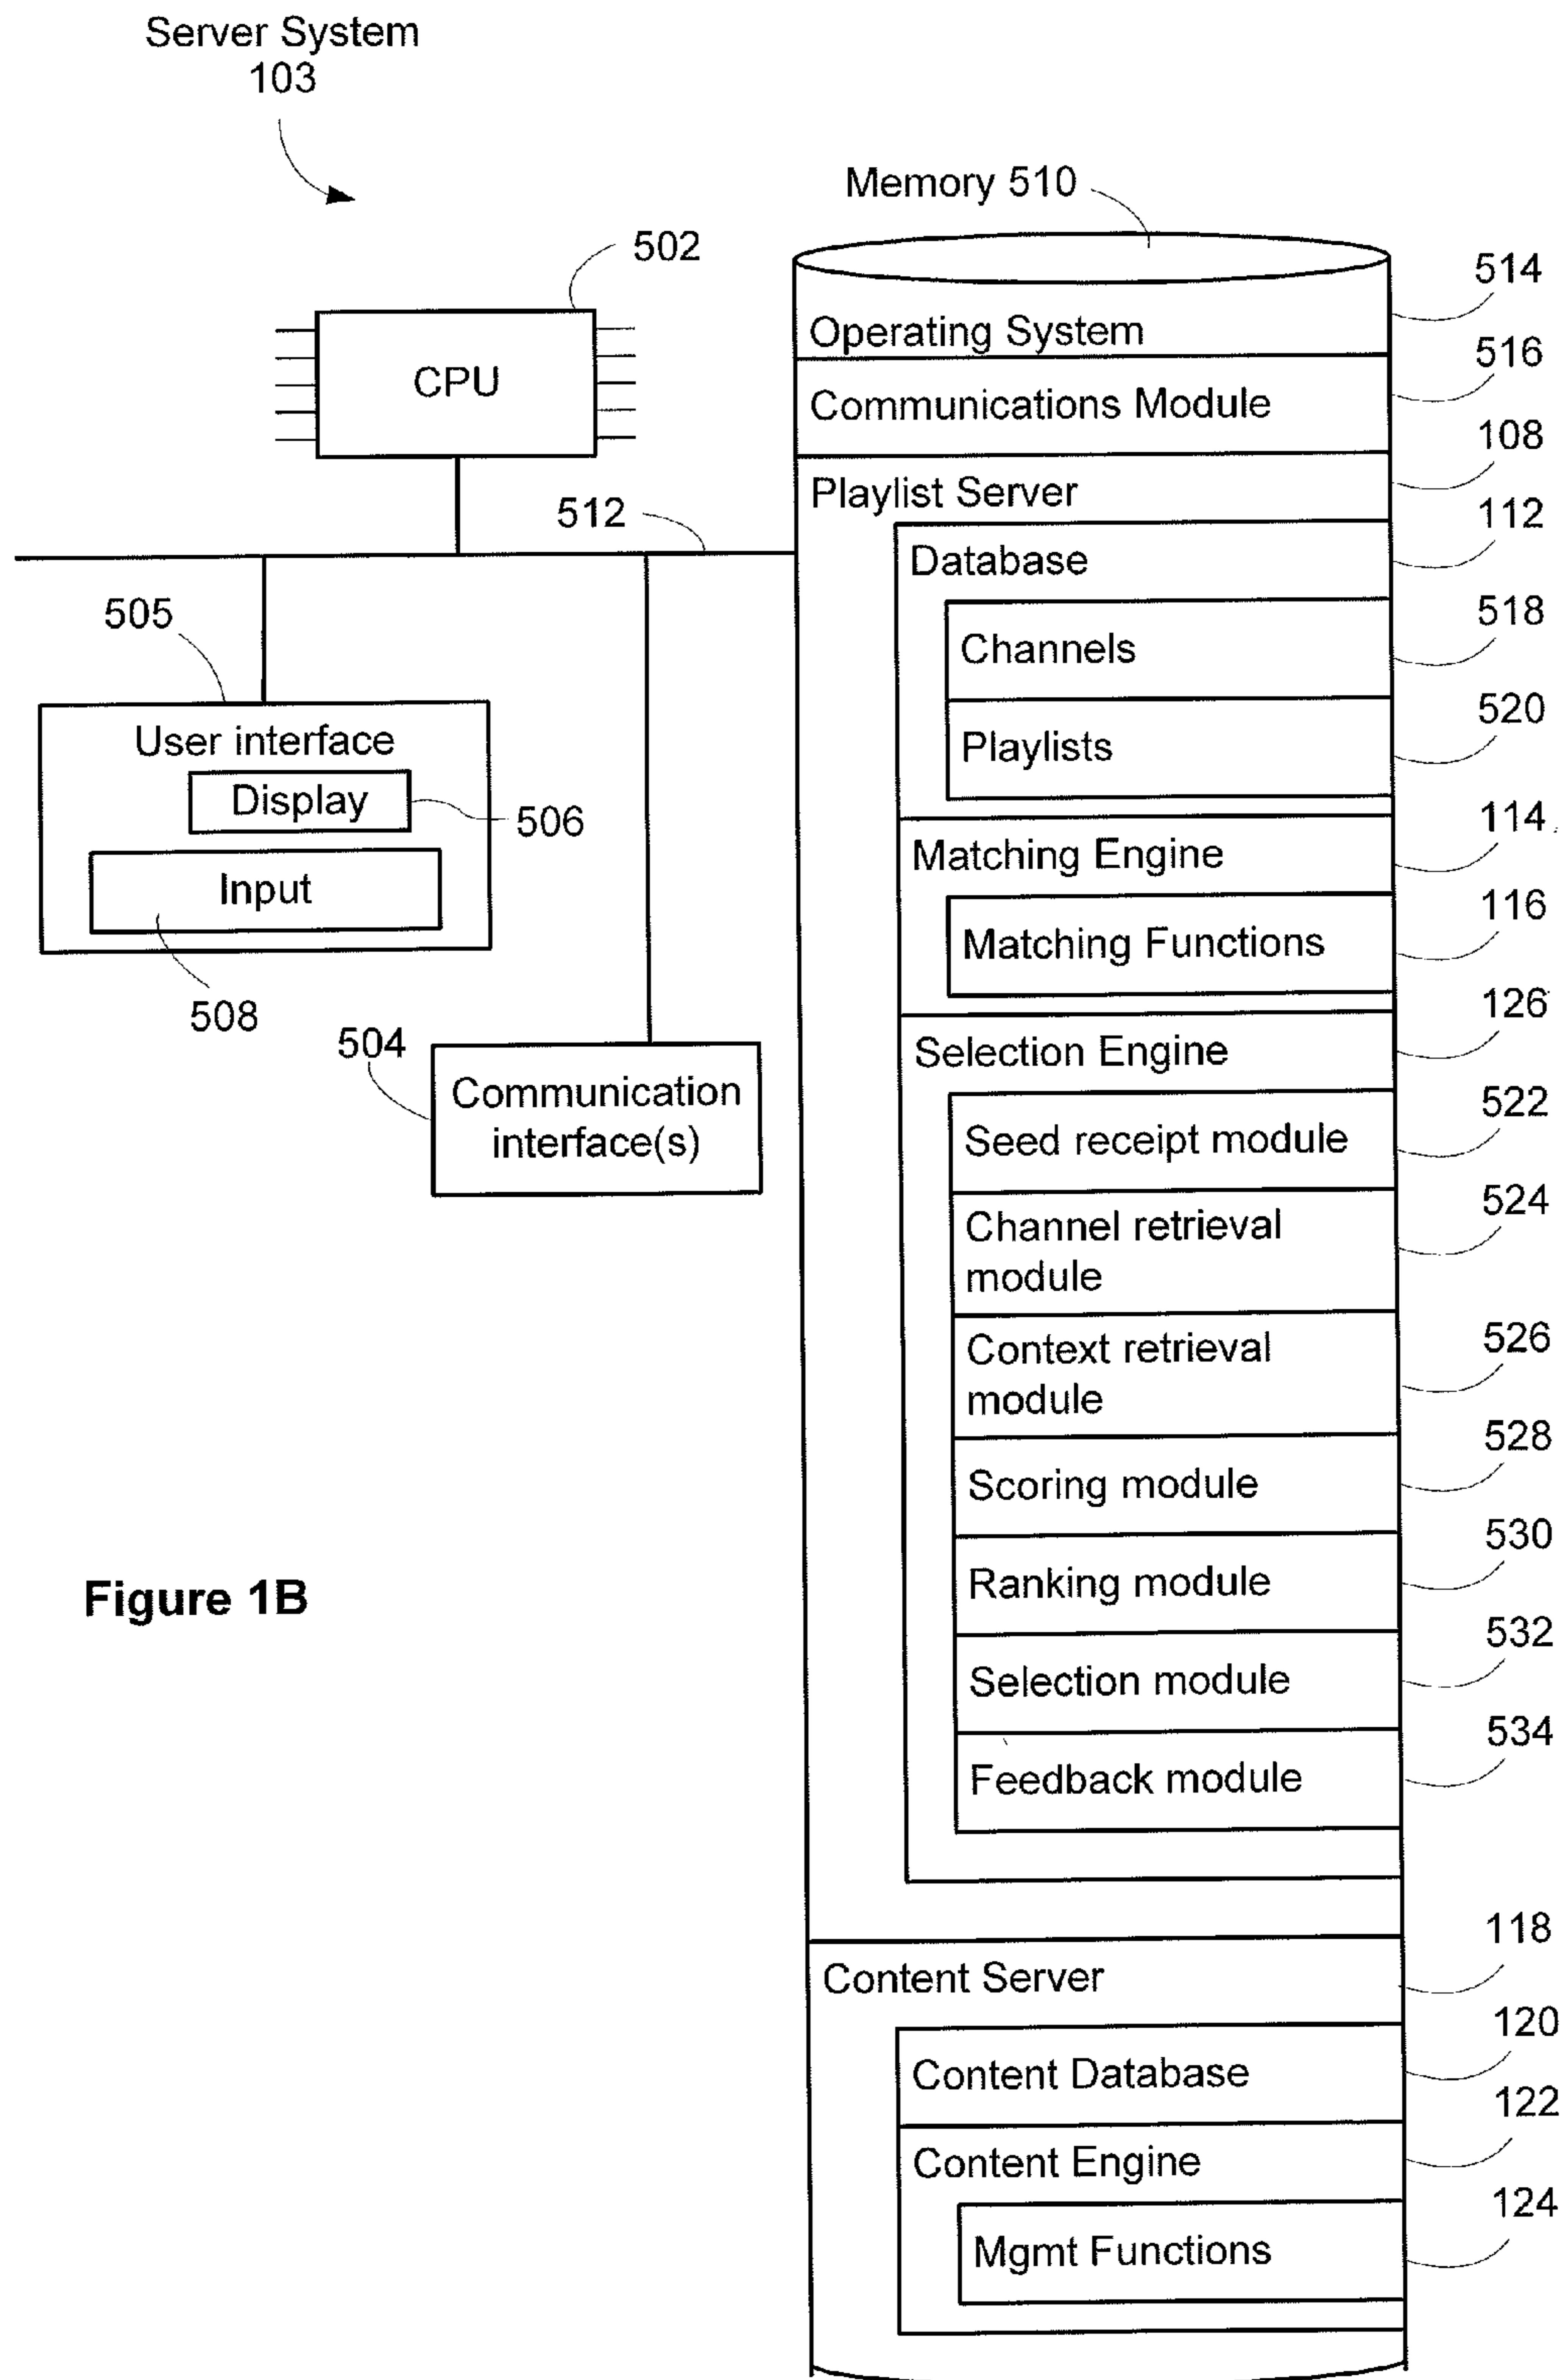 Server System
103
Memory 510
502
514
Operating System
CPU
516
Communications Module
108
Playlist Server
512
112
Database
505
518
Channels
User interface
520
Playlists
Display
506
114
Matching Engine
Input
116
Matching Functions
508
126
504
Selection Engine
Communication
interface(s)
522
Seed receipt module
524
Channel retrieval
module
526
Context retrieval
module
528
Scoring module
530
Ranking module
Figure 1B
532
Selection module
534
Feedback module
118
Content Server
120
Content Database
122
Content Engine
124
Mgmt Functions